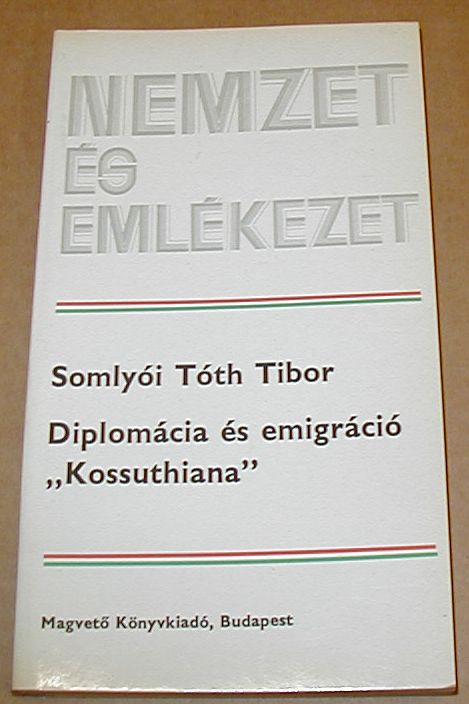 NEMZET
ÉS
EMLÉKEZET
Somlyói Tóth Tibor
Diplomácia és emigráció
„Kossuthiana”
Magvető Könyvkiadó, Budapest